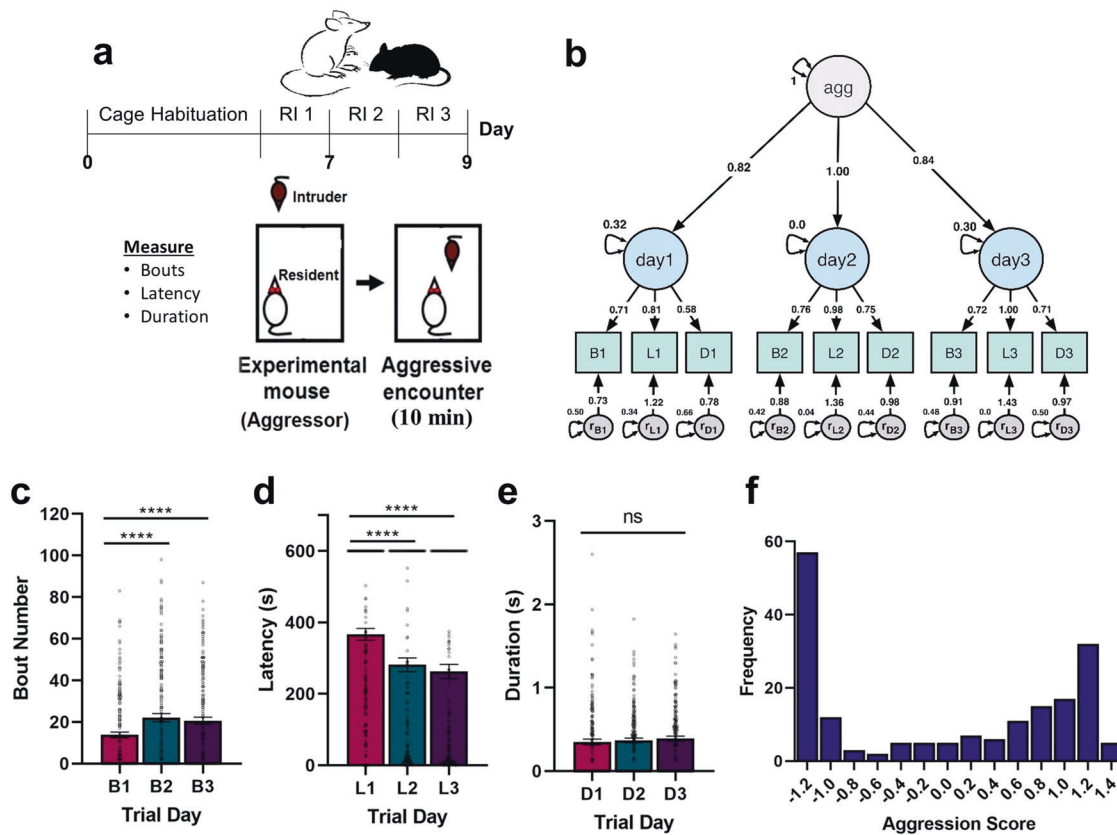 a
Cage Habituation RI 1 RI 2 RI 3 Day
0 7 9
Intruder
Measure
• Bouts
• Latency
• Duration
Resident
Experimental mouse (Aggressor)
Aggressive encounter (10 min)
b
agg
1
0.82 1.00 0.84
0.32 0.0 0.30
day1 day2 day3
0.71 0.81 0.58 0.76 0.98 0.75 0.72 1.00 0.71
B1 L1 D1 B2 L2 D2 B3 L3 D3
0.73 1.22 0.78 0.88 1.36 0.98 0.91 1.43 0.97
0.50 0.34 0.66 0.42 0.04 0.44 0.48 0.0 0.50
rB1 rL1 rD1 rB2 rL2 rD2 rB3 rL3 rD3
c
****
****
Bout Number
120
100
80
60
40
20
0
B1 B2 B3
Trial Day
d
****
****
Latency (s)
600
400
200
0
L1 L2 L3
Trial Day
e
ns
Duration (s)
3
2
1
0
D1 D2 D3
Trial Day
f
Frequency
60
40
20
0
-1.2 -1.0 -0.8 -0.6 -0.4 -0.2 0.0 0.2 0.4 0.6 0.8 1.0 1.2 1.4
Aggression Score